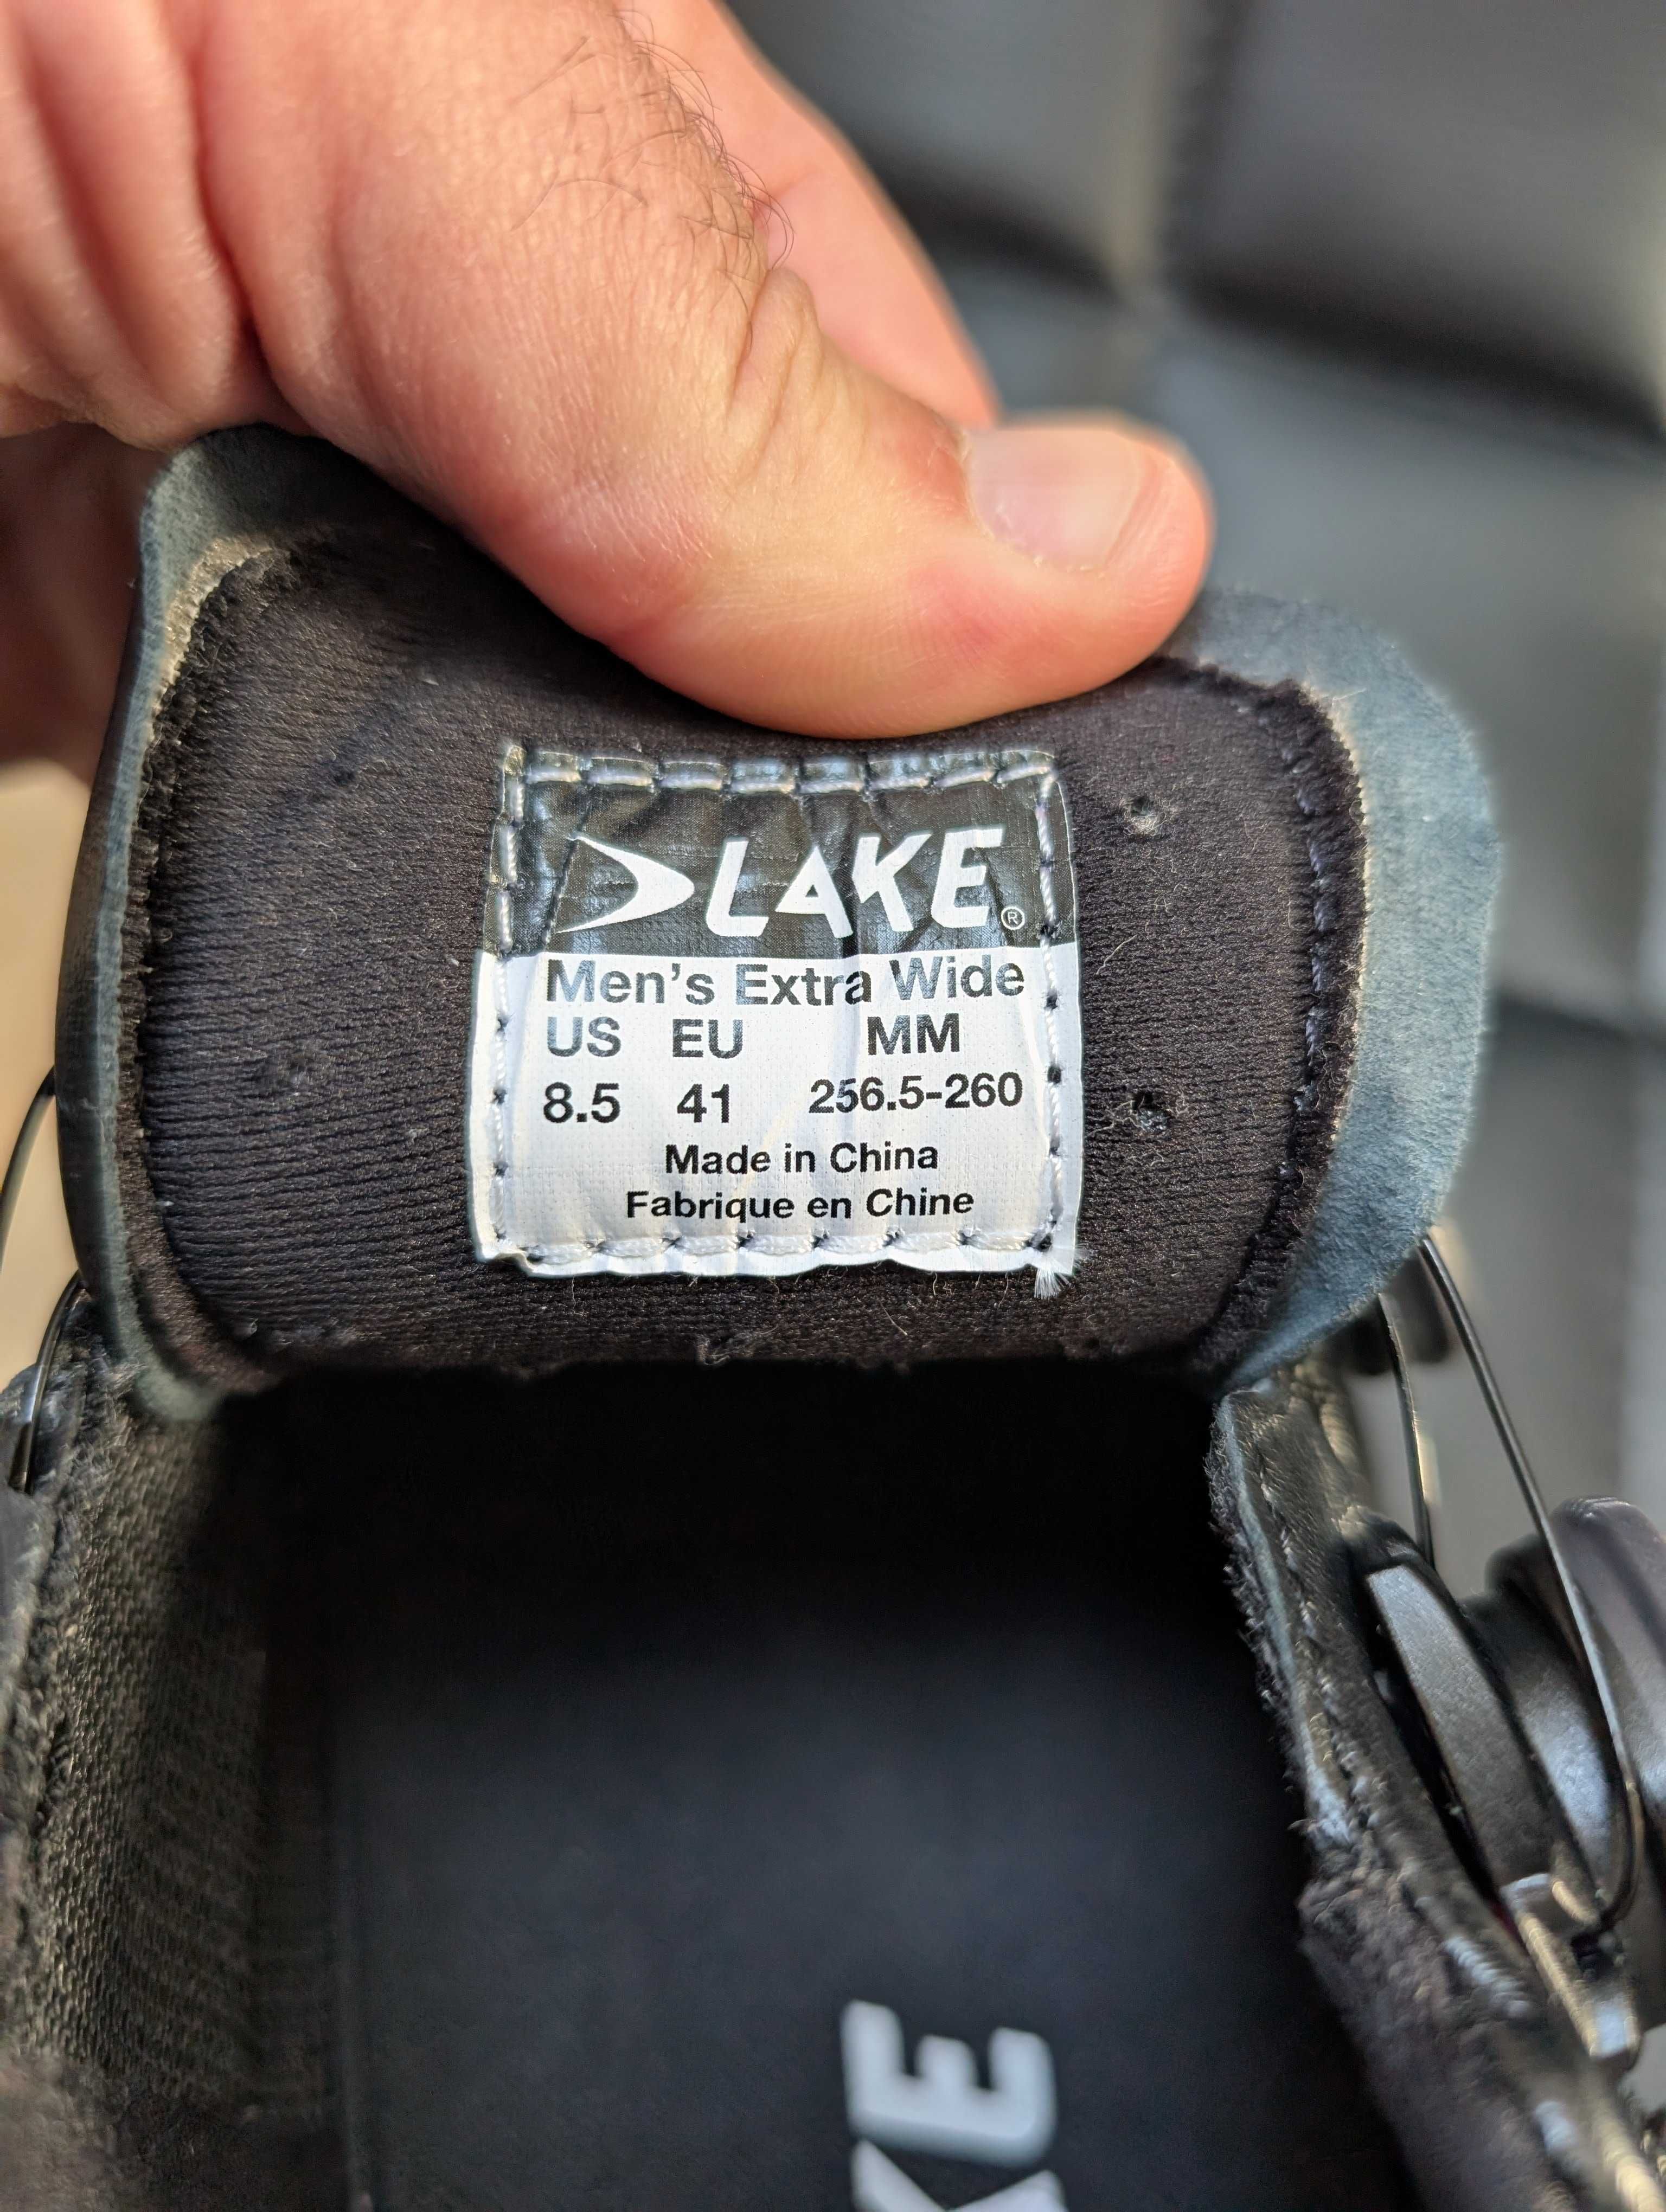 LAKE®
Men's Extra Wide
US EU MM
8.5 41 256.5-260
Made in China
Fabrique en Chine
KE